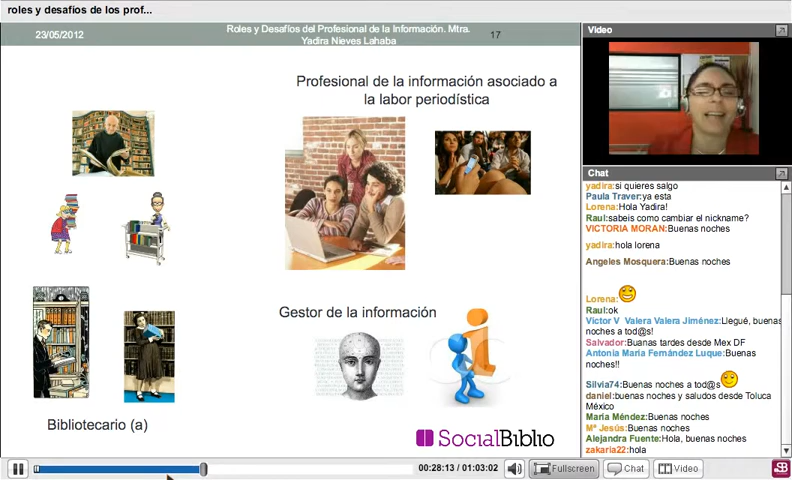 roles y desafíos de los prof...
23/05/2012
Roles y Desafíos del Profesional de la Información. Mtra.
Yadira Nieves Lahaba
17
Profesional de la información asociado a
la labor periodística
Gestor de la información
Bibliotecario (a)
SocialBiblio
Video
Chat
yadira:si quieres salgo
Paula Traver:ya esta
Lorena:Hola Yadira!
Raul:sabeis como cambiar el nickname?
VICTORIA MORAN:Buenas noches
yadira:hola lorena
Angeles Mosquera:Buenas noches
Lorena:
Raul:ok
Victor V Valera Valera Jiménez:Llegué, buenas
noches a tod@s!
Salvador:Buenas tardes desde Mex DF
Antonia Maria Fernández Luque:Buenas
noches!!
Silvia74:Buenas noches a tod@s
daniel:buenas noches y saludos desde Toluca
México
Maria Méndez:Buenas noches
Mª Jesús:Buenas noches
Alejandra Fuente:Hola, buenas noches
zakaria22:hola
00:28:13 / 01:03:02
Fullscreen
Chat
Video
SB